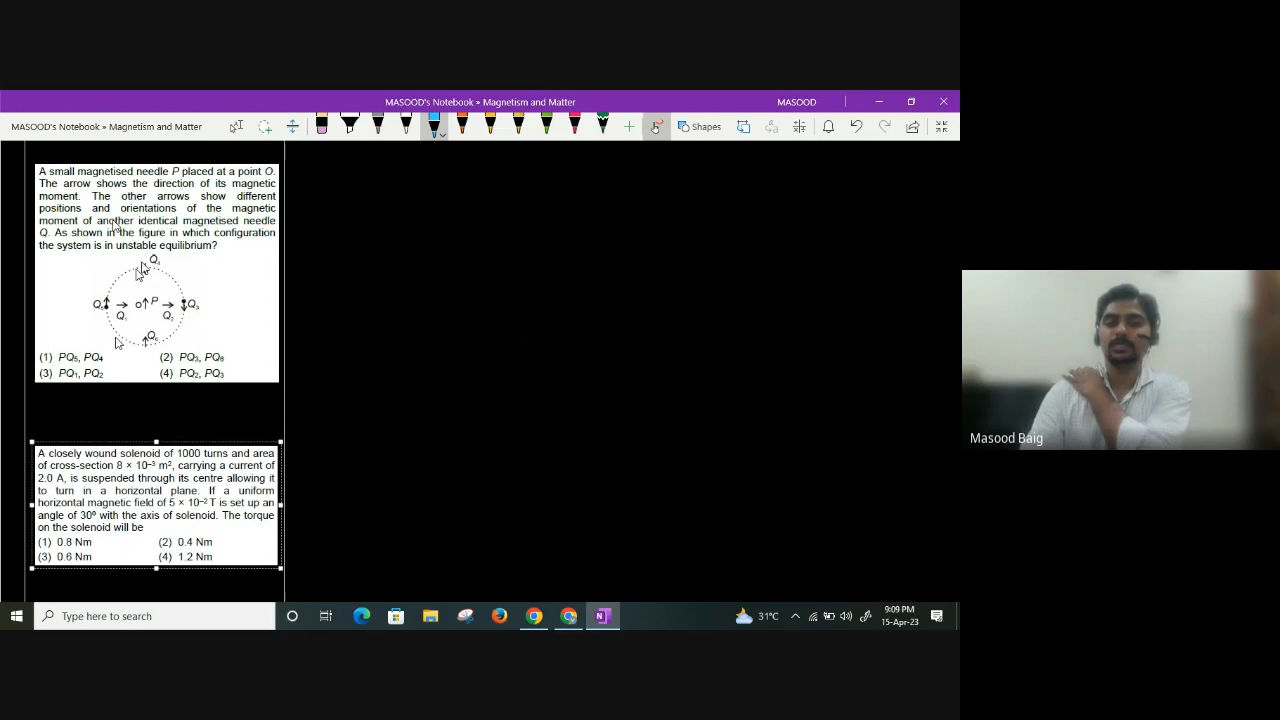 MASOOD's Notebook » Magnetism and Matter
MASOOD
MASOOD's Notebook » Magnetism and Matter
Shapes
A small magnetised needle P placed at a point O.
The arrow shows the direction of its magnetic
moment. The other arrows show different
positions and orientations of the magnetic
moment of another identical magnetised needle
Q. As shown in the figure in which configuration
the system is in unstable equilibrium?
O P
Q₃
Q₁ Q₂
(1) PQ₅, PQ₄
(2) PQ₃, PQ₆
(3) PQ₁, PQ₂
(4) PQ₂, PQ₃
A closely wound solenoid of 1000 turns and area
of cross-section 8 × 10⁻³ m², carrying a current of
2.0 A, is suspended through its centre allowing it
to turn in a horizontal plane. If a uniform
horizontal magnetic field of 5 × 10⁻² T is set up an
angle of 30º with the axis of solenoid. The torque
on the solenoid will be
(1) 0.8 Nm
(2) 0.4 Nm
(3) 0.6 Nm
(4) 1.2 Nm
Masood Baig
Type here to search
31°C
9:09 PM
15-Apr-23